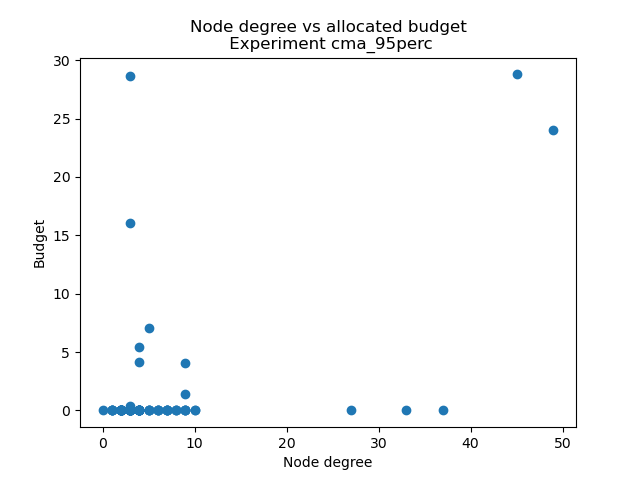 Node degree vs allocated budget
Experiment cma_95perc
30
25
20
15
10
5
0
Budget
0 10 20 30 40 50
Node degree